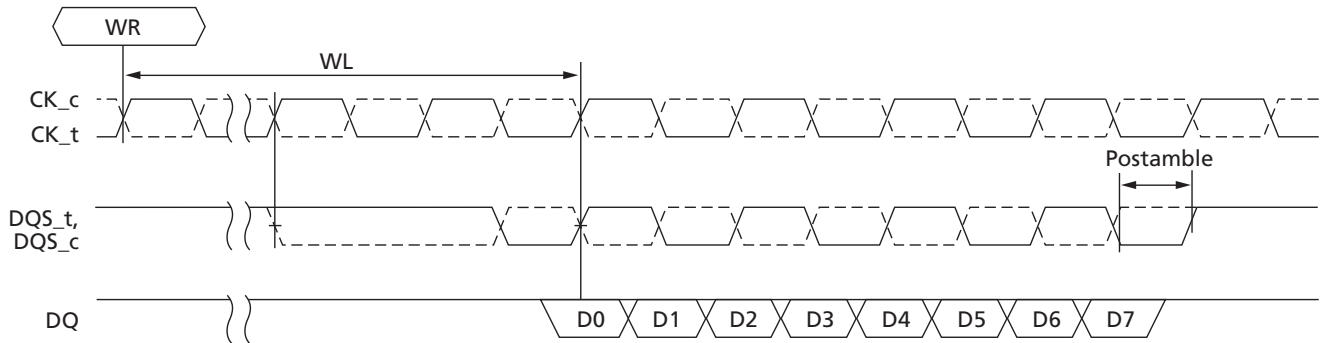 WR
WL
CK_c
CK_t
Postamble
DQS_t,
DQS_c
DQ
D0 D1 D2 D3 D4 D5 D6 D7